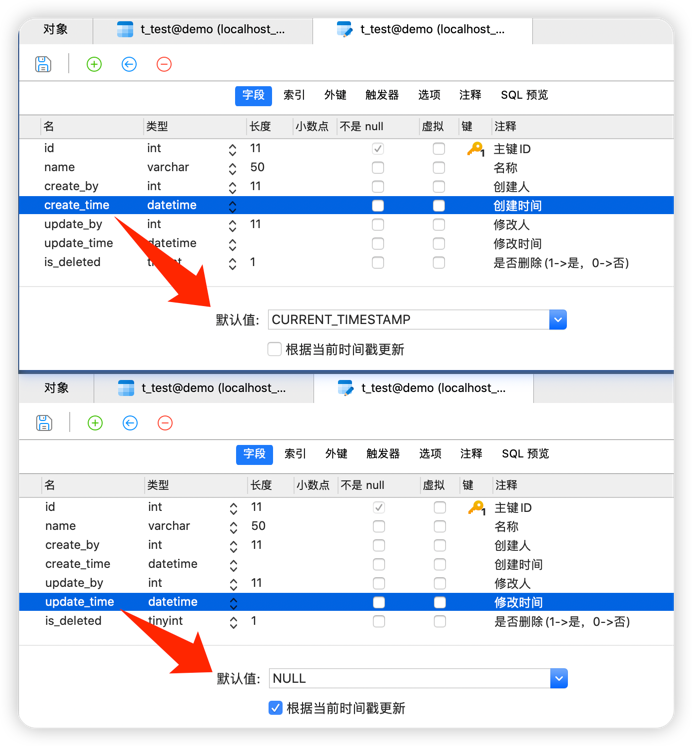 对象 t_test@demo (localhost_... t_test@demo (localhost_...
字段 索引 外键 触发器 选项 注释 SQL 预览
名 类型 长度 小数点 不是 null 虚拟 键 注释
id int 11 1 主键ID
name varchar 50 名称
create_by int 11 创建人
create_time datetime 创建时间
update_by int 11 修改人
update_time datetime 修改时间
is_deleted tinyint 1 是否删除(1->是，0->否)
默认值: CURRENT_TIMESTAMP
根据当前时间戳更新
对象 t_test@demo (localhost_... t_test@demo (localhost_...
字段 索引 外键 触发器 选项 注释 SQL 预览
名 类型 长度 小数点 不是 null 虚拟 键 注释
id int 11 1 主键ID
name varchar 50 名称
create_by int 11 创建人
create_time datetime 创建时间
update_by int 11 修改人
update_time datetime 修改时间
is_deleted tinyint 1 是否删除(1->是，0->否)
默认值: NULL
根据当前时间戳更新